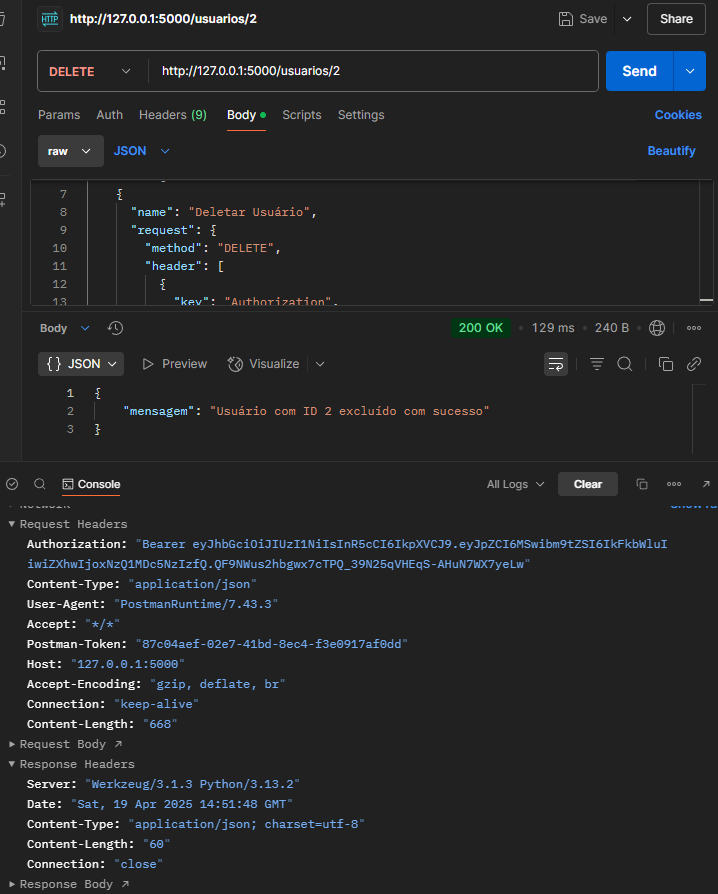 HTTP http://127.0.0.1:5000/usuarios/2 Save Share
DELETE http://127.0.0.1:5000/usuarios/2 Send
Params Auth Headers (9) Body Scripts Settings Cookies
raw JSON Beautify
7 {
8 "name": "Deletar Usuário",
9 "request": {
10 "method": "DELETE",
11 "header": [
12 {
13 "key": "Authorization",
Body 200 OK • 129 ms • 240 B
{} JSON Preview Visualize
1 {
2 "mensagem": "Usuário com ID 2 excluído com sucesso"
3 }
Console All Logs Clear
Network
Request Headers
Authorization: "Bearer eyJhbGciOiJIUzI1NiIsInR5cCI6IkpXVCJ9.eyJpZCI6MSwibm9tZSI6IkFkbWluI
iwiZXhwIjoxNzQ1MDc5NzIzfQ.QF9NWus2hbgwx7cTPQ_39N25qVHEqS-AHuN7WX7yeLw"
Content-Type: "application/json"
User-Agent: "PostmanRuntime/7.43.3"
Accept: "*/*"
Postman-Token: "87c04aef-02e7-41bd-8ec4-f3e0917af0dd"
Host: "127.0.0.1:5000"
Accept-Encoding: "gzip, deflate, br"
Connection: "keep-alive"
Content-Length: "668"
Request Body
Response Headers
Server: "Werkzeug/3.1.3 Python/3.13.2"
Date: "Sat, 19 Apr 2025 14:51:48 GMT"
Content-Type: "application/json; charset=utf-8"
Content-Length: "60"
Connection: "close"
Response Body